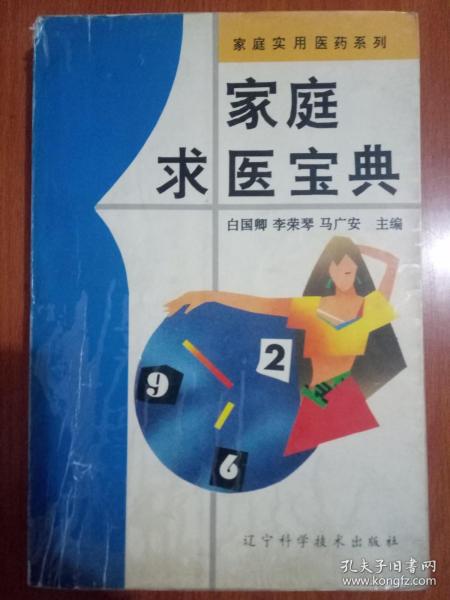 家庭实用医药系列
家庭
求医宝典
白国卿 李荣琴 马广安 主编
2
9
6
辽宁科学技术出版社
孔夫子旧书网
www.kongfz.com